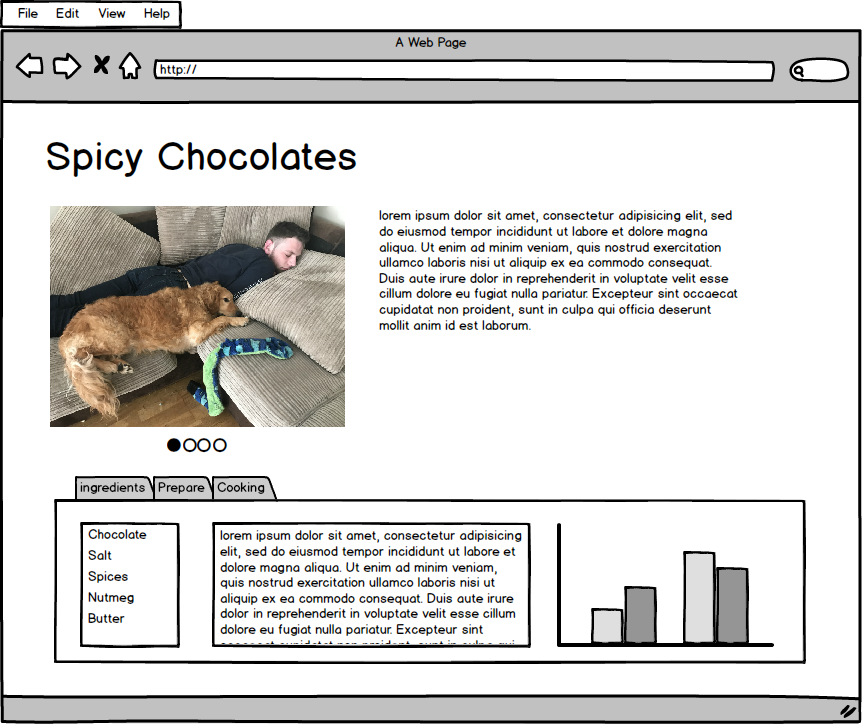 File Edit View Help
A Web Page
http://
Spicy Chocolates
lorem ipsum dolor sit amet, consectetur adipisicing elit, sed
do eiusmod tempor incididunt ut labore et dolore magna
aliqua. Ut enim ad minim veniam, quis nostrud exercitation
ullamco laboris nisi ut aliquip ex ea commodo consequat.
Duis aute irure dolor in reprehenderit in voluptate velit esse
cillum dolore eu fugiat nulla pariatur. Excepteur sint occaecat
cupidatat non proident, sunt in culpa qui officia deserunt
mollit anim id est laborum.
ingredients Prepare Cooking
Chocolate
Salt
Spices
Nutmeg
Butter
lorem ipsum dolor sit amet, consectetur adipisicing
elit, sed do eiusmod tempor incididunt ut labore et
dolore magna aliqua. Ut enim ad minim veniam,
quis nostrud exercitation ullamco laboris nisi ut
aliquip ex ea commodo consequat. Duis aute irure
dolor in reprehenderit in voluptate velit esse cillum
dolore eu fugiat nulla pariatur. Excepteur sint